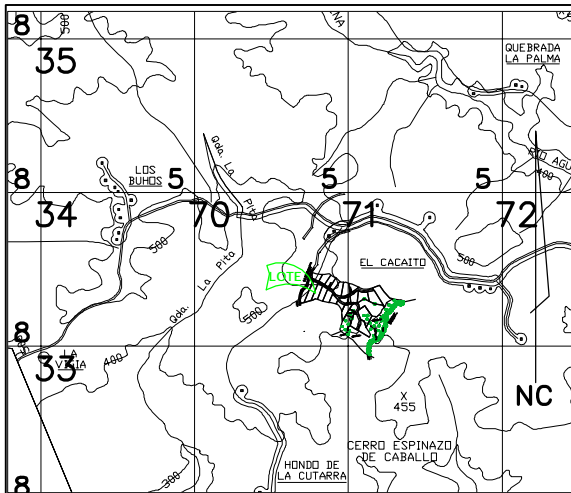 8
35
500
QUEBRADA
LA PALMA
Qda. La Pita
LOS
BUHOS
8
34
5
70
5
71
5
72
400
500
500
EL CACAITO
LOTE
Qda. La Pita
500
8
33
LA
400
X
455
NC
CERRO ESPINAZO
DE CABALLO
HONDO DE
LA CUTARRA
300
8